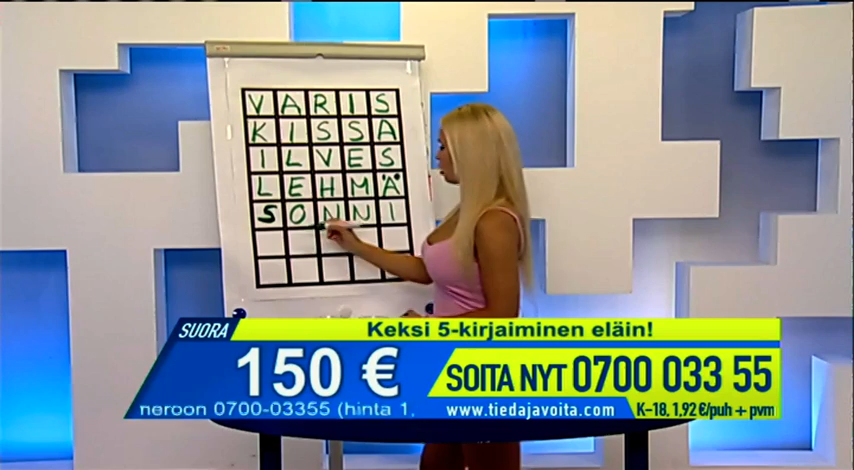 VARIS
KISSA
ILVES
LEHMÄ
SONNI
SUORA
Keksi 5-kirjaiminen eläin!
150 €
SOITA NYT 0700 033 55
neroon 0700-03355 (hinta 1,
www.tiedajavoita.com
K-18, 1,92 €/puh + pvm